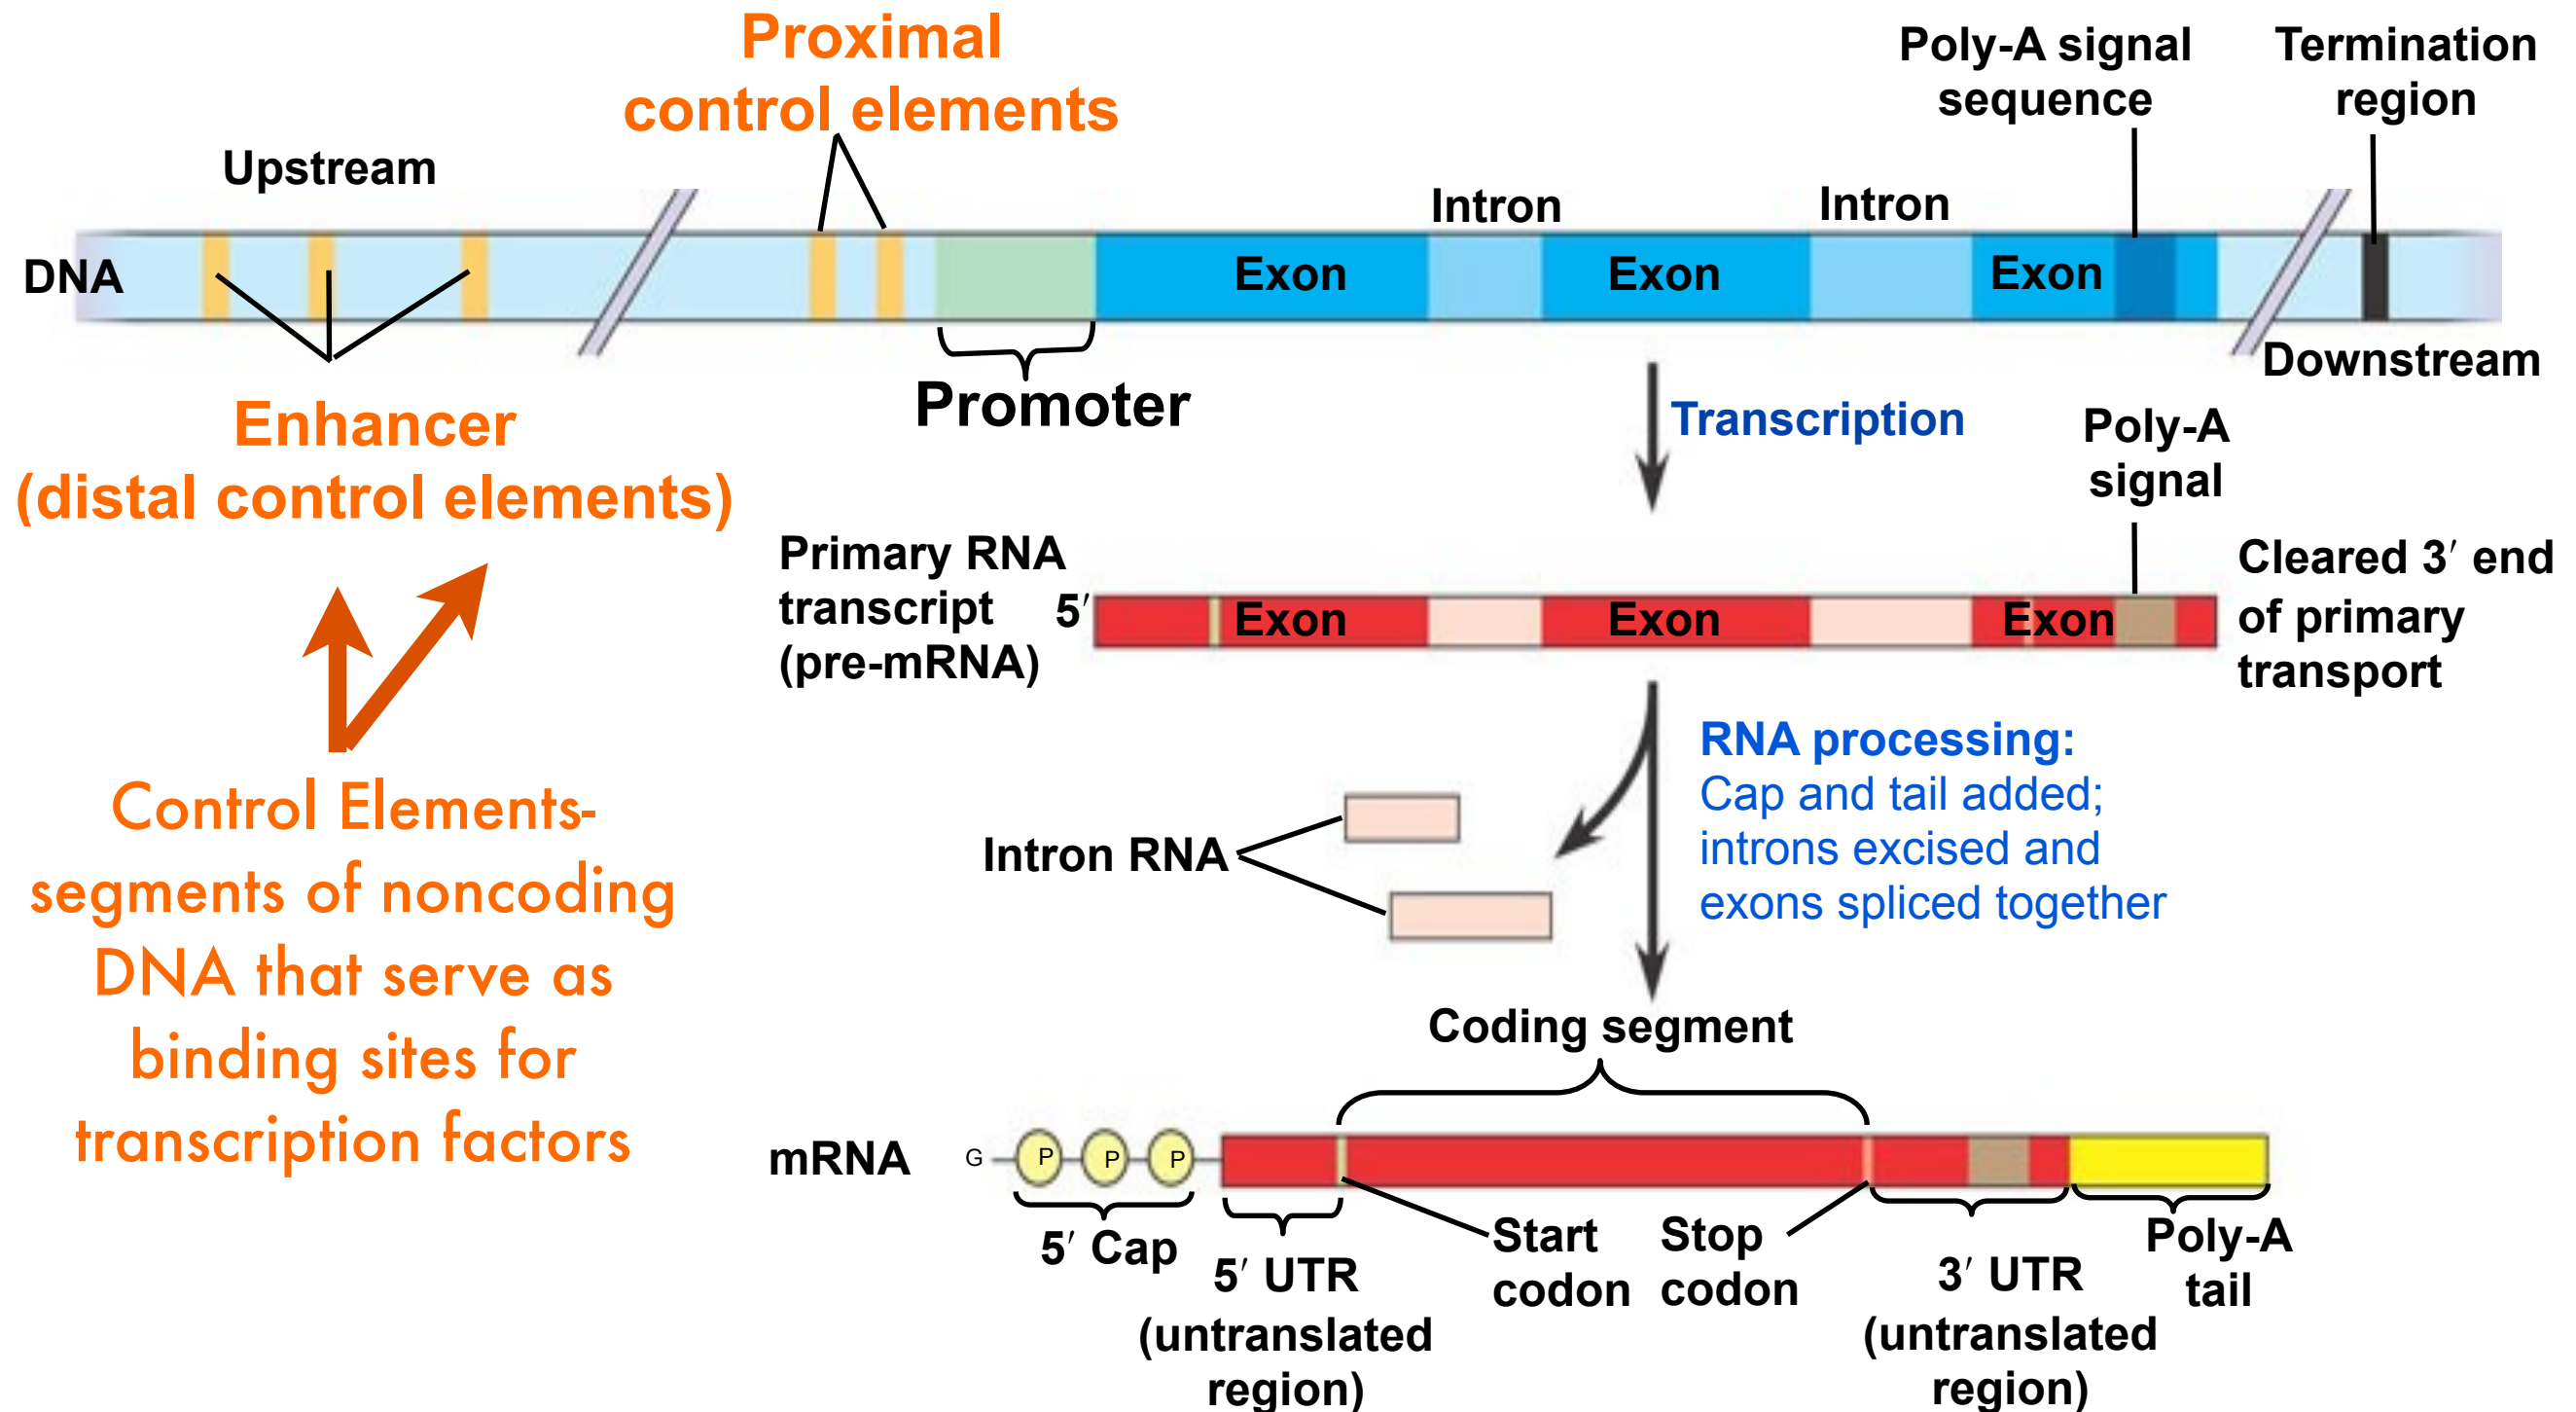 Proximal
control elements
Poly-A signal
sequence
Termination
region
Upstream
Intron
Intron
DNA
Exon
Exon
Exon
Downstream
Promoter
Enhancer
(distal control elements)
Transcription
Poly-A
signal
Primary RNA
transcript
(pre-mRNA)
5′
Exon
Exon
Exon
Cleared 3′ end
of primary
transport
RNA processing:
Cap and tail added;
introns excised and
exons spliced together
Intron RNA
Control Elements-
segments of noncoding
DNA that serve as
binding sites for
transcription factors
Coding segment
mRNA
G
P
P
P
5′ Cap
5′ UTR
(untranslated
region)
Start
codon
Stop
codon
3′ UTR
(untranslated
region)
Poly-A
tail